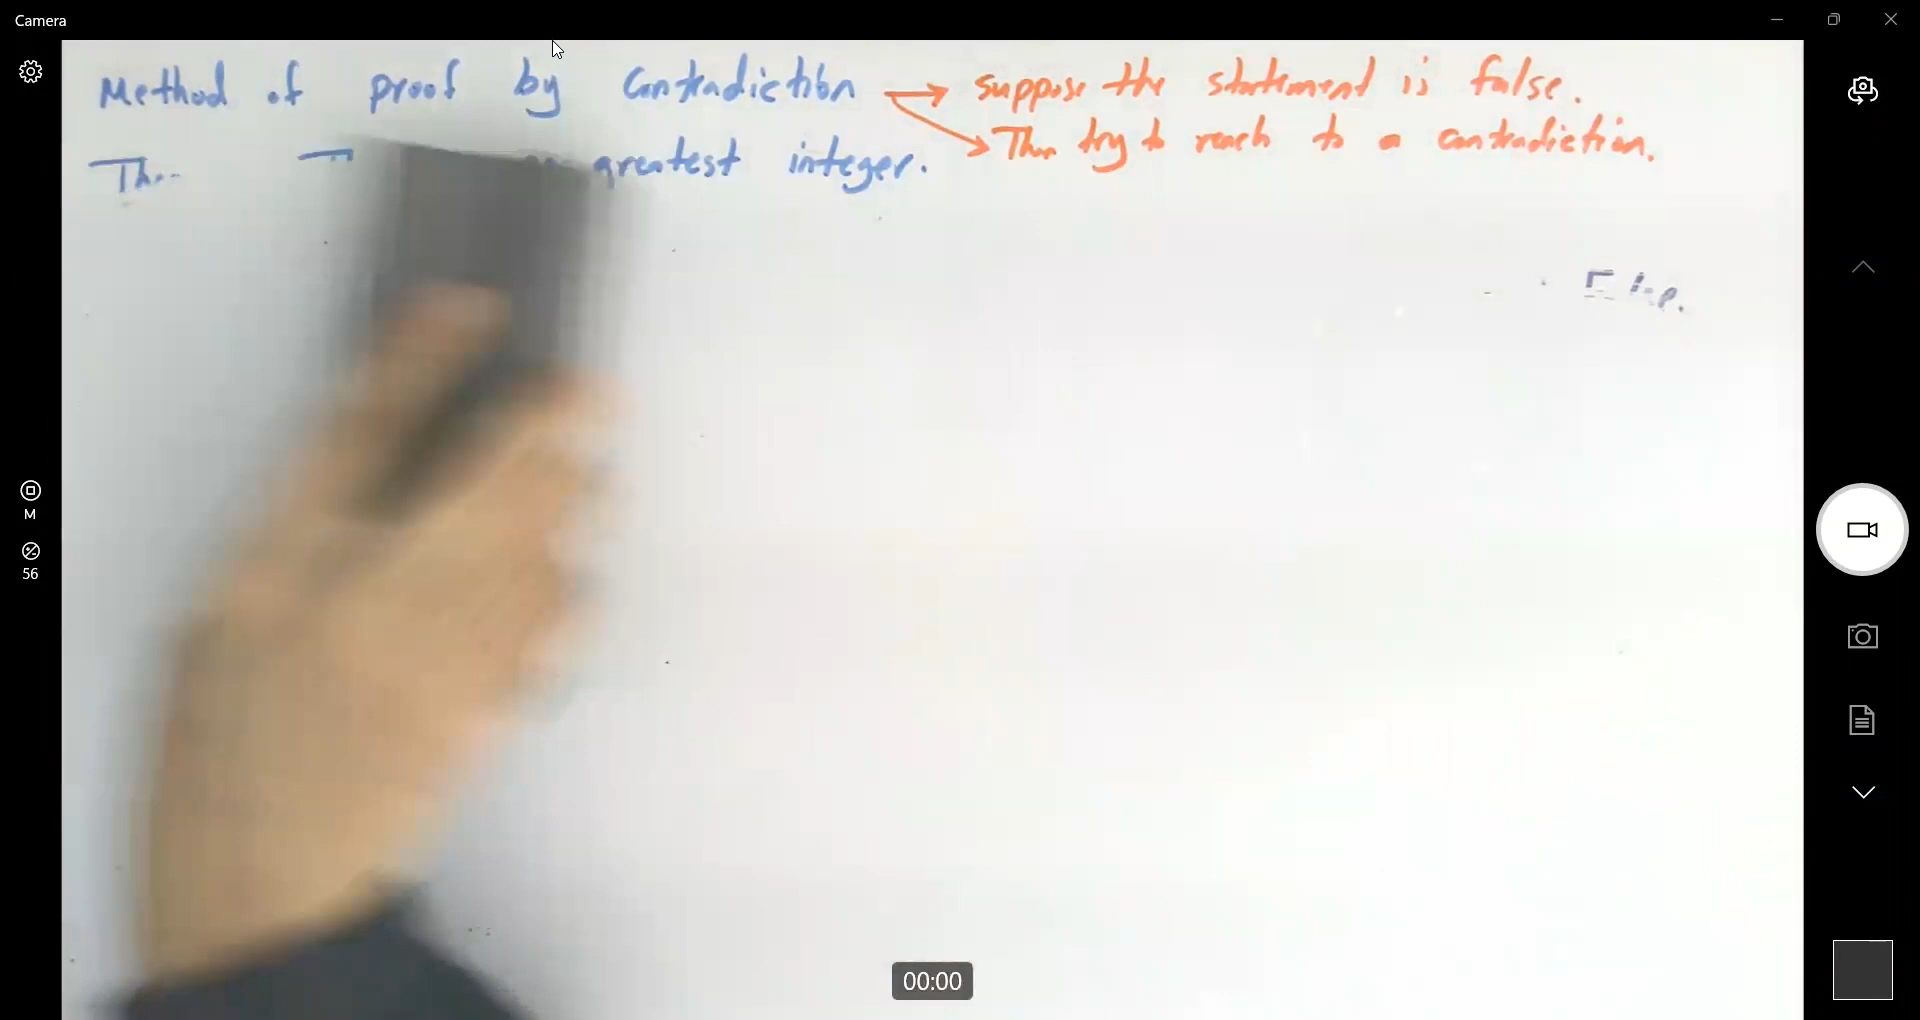 Camera
Method of proof by Contradiction → suppose the statement is false.
→ Then try to reach to a contradiction.
greatest integer.
M
56
00:00